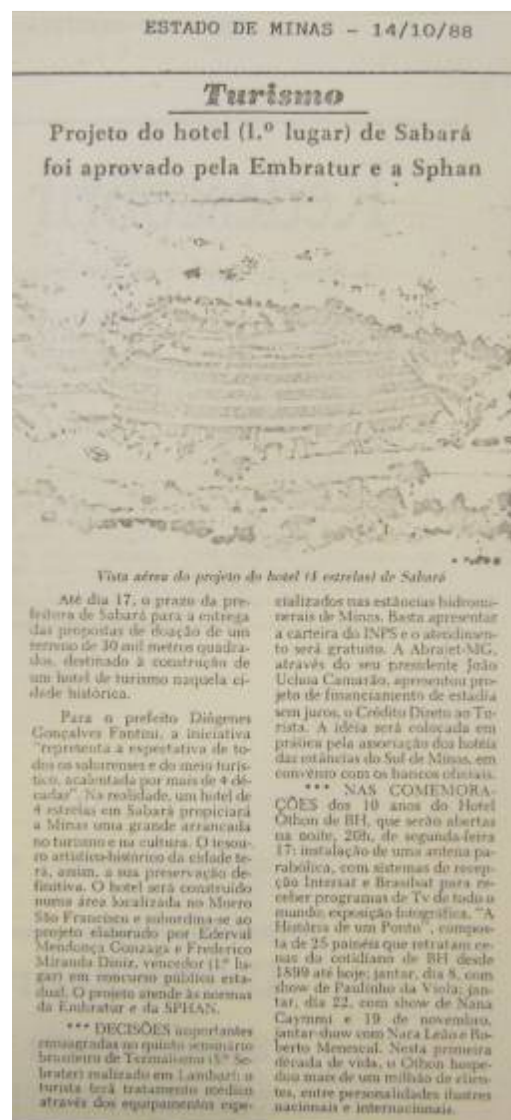 ESTADO DE MINAS - 14/10/88
Turismo
Projeto do hotel (1.º lugar) de Sabará
foi aprovado pela Embratur e a Sphan
Vista aérea do projeto do hotel (4 estrelas) de Sabará
Até dia 17, o prazo da pre-
feitura de Sabará para a entrega
das propostas de doação de um
terreno de 30 mil metros quadra-
dos, destinado à construção de
um hotel de turismo naquela ci-
dade histórica.
Para o prefeito Diógenes
Gonçalves Fantini, a iniciativa
"representa a expectativa de to-
dos os sabarenses e do meio turís-
tico, acalentada por mais de 4 dé-
cadas". Na realidade, um hotel de
4 estrelas em Sabará propiciará
a Minas uma grande arrancada
no turismo e na cultura. O tesou-
ro artístico-histórico da cidade te-
rá, assim, a sua preservação de-
finitiva. O hotel será construído
numa área localizada no Morro
São Francisco e subordina-se ao
projeto elaborado por Ederval
Mendonça Gonzaga e Frederico
Miranda Diniz, vencedor (1.º lu-
gar) em concurso público esta-
dual. O projeto atende às normas
da Embratur e da SPHAN.
*** DECISÕES importantes
no quinto seminário
brasileiro de Termalismo (5.º Se-
brater) realizado em Lambari: o
turista terá tratamento médico
através dos equipamentos espe-
cializados nas estâncias hidromi-
nerais de Minas. Basta apresentar
a carteira do INPS e o atendimen-
to será gratuito. A Abrajet-MG,
através do seu presidente João
Uchoa Camarão, apresentou pro-
jeto de financiamento de estadia
sem juros, o Crédito Direto ao Tu-
rista. A idéia será colocada em
prática pela associação dos hotéis
das estâncias do Sul de Minas, em
convênio com os bancos oficiais.
*** NAS COMEMORA-
ÇÕES dos 10 anos do Hotel
Othon de BH, que serão abertas
na noite, 20h, de segunda-feira
17: instalação de uma antena pa-
rabólica, com sistemas de recep-
ção Intersat e Brasilsat para re-
ceber programas de Tv de todo o
mundo; exposição fotográfica, "A
História de um Ponto", compos-
ta de 25 painéis que retratam ce-
nas do cotidiano de BH desde
1899 até hoje; jantar, dia 8, com
show de Paulinho da Viola; jan-
tar, dia 22, com show de Nana
Caymmi e 19 de novembro,
jantar-show com Nara Leão e Ro-
berto Menescal. Nesta primeira
década de vida, o Othon hospe-
dou mais de um milhão de clien-
tes, entre personalidades ilustres
nacionais e internacionais.